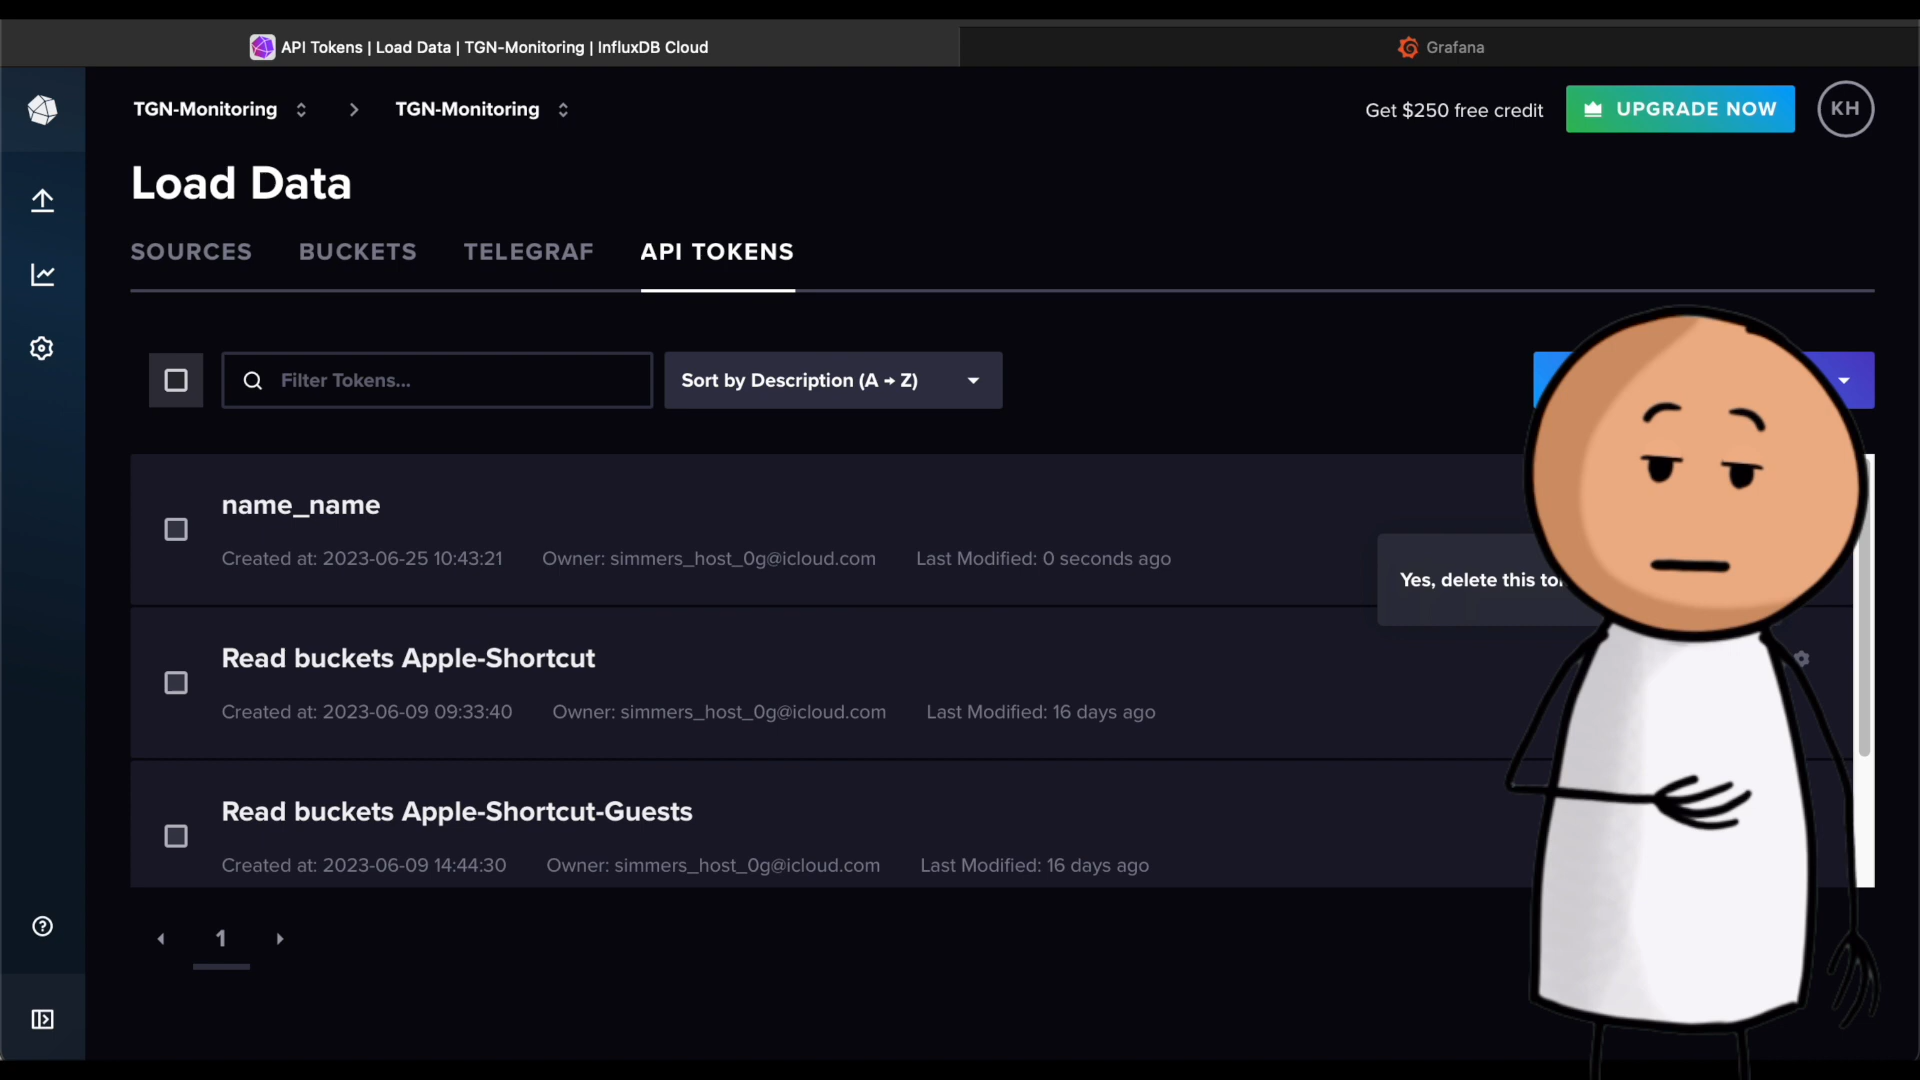 API Tokens | Load Data | TGN-Monitoring | InfluxDB Cloud
Grafana
TGN-Monitoring
TGN-Monitoring
Get $250 free credit
UPGRADE NOW
KH
Load Data
SOURCES
BUCKETS
TELEGRAF
API TOKENS
Filter Tokens...
Sort by Description (A → Z)
name_name
Created at: 2023-06-25 10:43:21
Owner: simmers_host_0g@icloud.com
Last Modified: 0 seconds ago
Yes, delete this
Read buckets Apple-Shortcut
Created at: 2023-06-09 09:33:40
Owner: simmers_host_0g@icloud.com
Last Modified: 16 days ago
Read buckets Apple-Shortcut-Guests
Created at: 2023-06-09 14:44:30
Owner: simmers_host_0g@icloud.com
Last Modified: 16 days ago
1